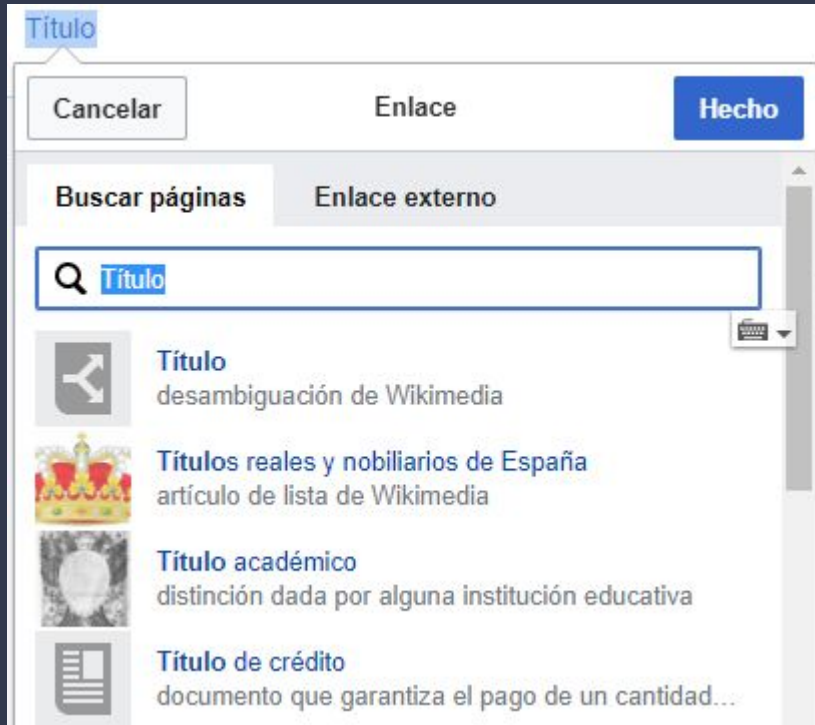 Título
Cancelar Enlace Hecho
Buscar páginas Enlace externo
Título
Título
desambiguación de Wikimedia
Títulos reales y nobiliarios de España
artículo de lista de Wikimedia
Título académico
distinción dada por alguna institución educativa
Título de crédito
documento que garantiza el pago de un cantidad...